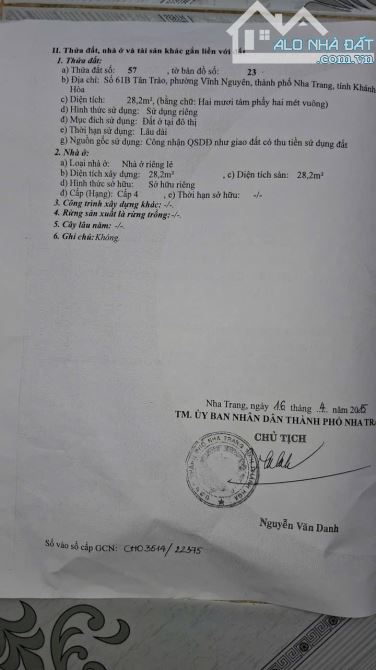 ALO NHÀ ĐẤT
.com.vn
II. Thửa đất, nhà ở và tài sản khác gắn liền với đất
1. Thửa đất:
a) Thửa đất số: 57 , tờ bản đồ số: 23
b) Địa chỉ: Số 61B Tân Trào, phường Vĩnh Nguyên, thành phố Nha Trang, tỉnh Khánh
Hòa
c) Diện tích: 28,2m², (bằng chữ: Hai mươi tám phẩy hai mét vuông)
d) Hình thức sử dụng: Sử dụng riêng
đ) Mục đích sử dụng: Đất ở tại đô thị
e) Thời hạn sử dụng: Lâu dài
g) Nguồn gốc sử dụng: Công nhận QSDĐ như giao đất có thu tiền sử dụng đất
2. Nhà ở:
a) Loại nhà ở: Nhà ở riêng lẻ
b) Diện tích xây dựng: 28,2m² , c) Diện tích sàn: 28,2m²
d) Hình thức sở hữu: Sở hữu riêng
đ) Cấp (Hạng): Cấp 4 , e) Thời hạn sở hữu: -/-
3. Công trình xây dựng khác: -/-
4. Rừng sản xuất là rừng trồng: -/-
5. Cây lâu năm: -/-
6. Ghi chú: Không.
Nha Trang, ngày 16 tháng 4 năm 2015
TM. ỦY BAN NHÂN DÂN THÀNH PHỐ NHA TRA
CHỦ TỊCH
Nguyễn Văn Danh
Số vào sổ cấp GCN: CH03614/22375